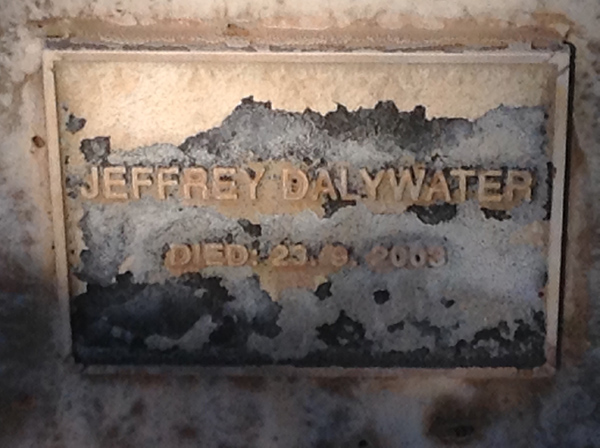 JEFFREY DALYWATER
DIED: 23. 9. 2003